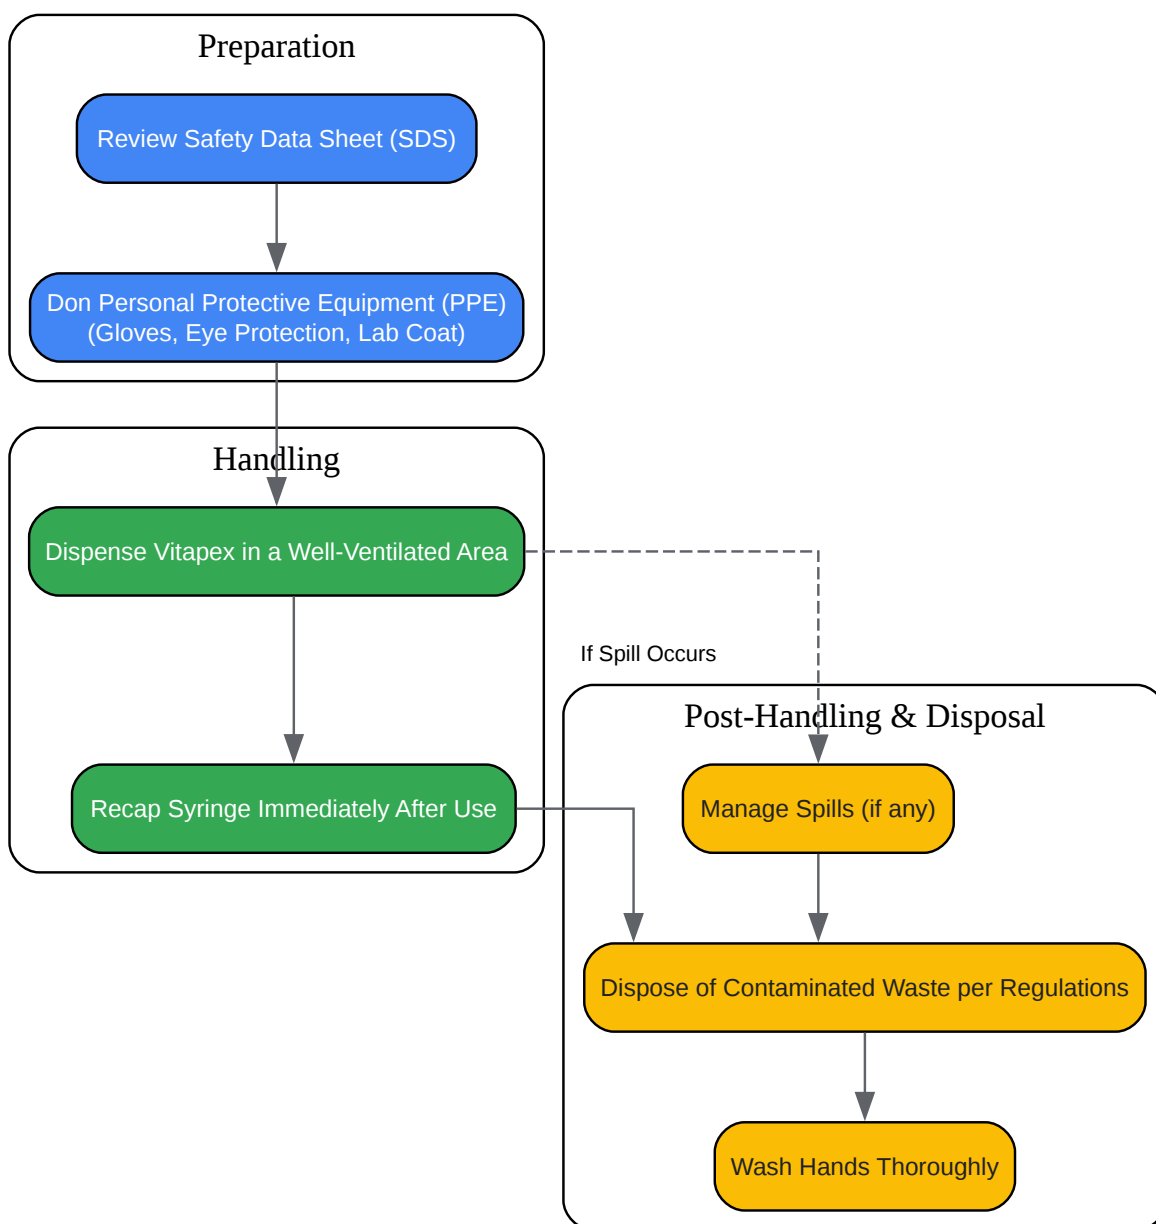 Preparation
Review Safety Data Sheet (SDS)
Don Personal Protective Equipment (PPE)
(Gloves, Eye Protection, Lab Coat)
Handling
Dispense Vitapex in a Well-Ventilated Area
If Spill Occurs
Post-Handling & Disposal
Recap Syringe Immediately After Use
Manage Spills (if any)
Dispose of Contaminated Waste per Regulations
Wash Hands Thoroughly